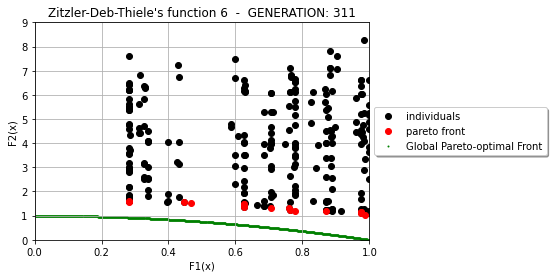 Zitzler-Deb-Thiele's function 6 - GENERATION: 311
9
8
7
6
5
4
3
2
1
0
F2(x)
0.0 0.2 0.4 0.6 0.8 1.0
F1(x)
individuals
pareto front
Global Pareto-optimal Front